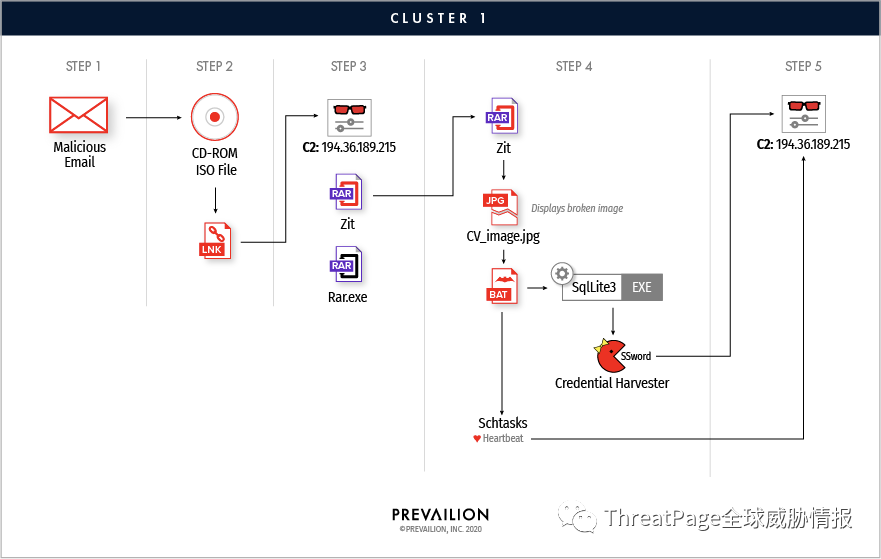 CLUSTER 1
STEP 1
STEP 2
STEP 3
STEP 4
STEP 5
Malicious
Email
CD-ROM
ISO File
LNK
C2: 194.36.189.215
RAR
Zit
RAR
Rar.exe
RAR
Zit
JPG
Displays broken image
CV_image.jpg
BAT
SqlLite3
EXE
SSword
Credential Harvester
Schtasks
Heartbeat
C2: 194.36.189.215
PREVAILION
©PREVAILION, INC. 2020
ThreatPage全球威胁情报